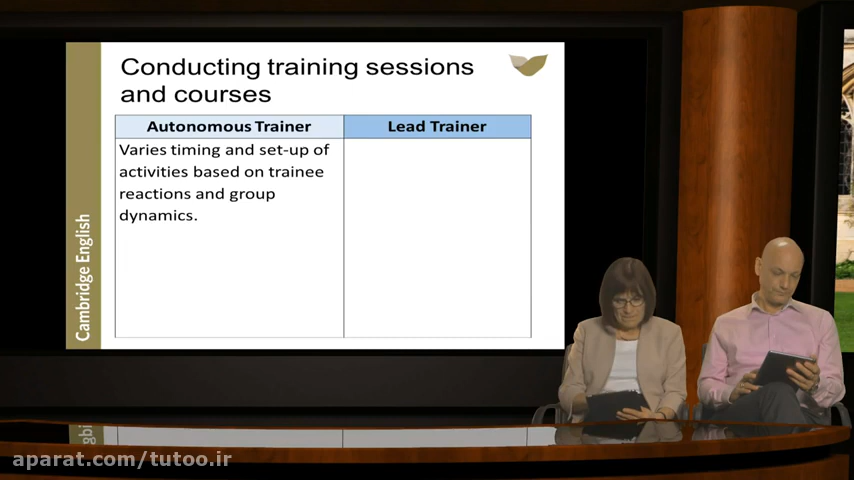 Conducting training sessions
and courses
Autonomous Trainer
Lead Trainer
Varies timing and set-up of
activities based on trainee
reactions and group
dynamics.
Cambridge English
aparat.com/tutoo.ir